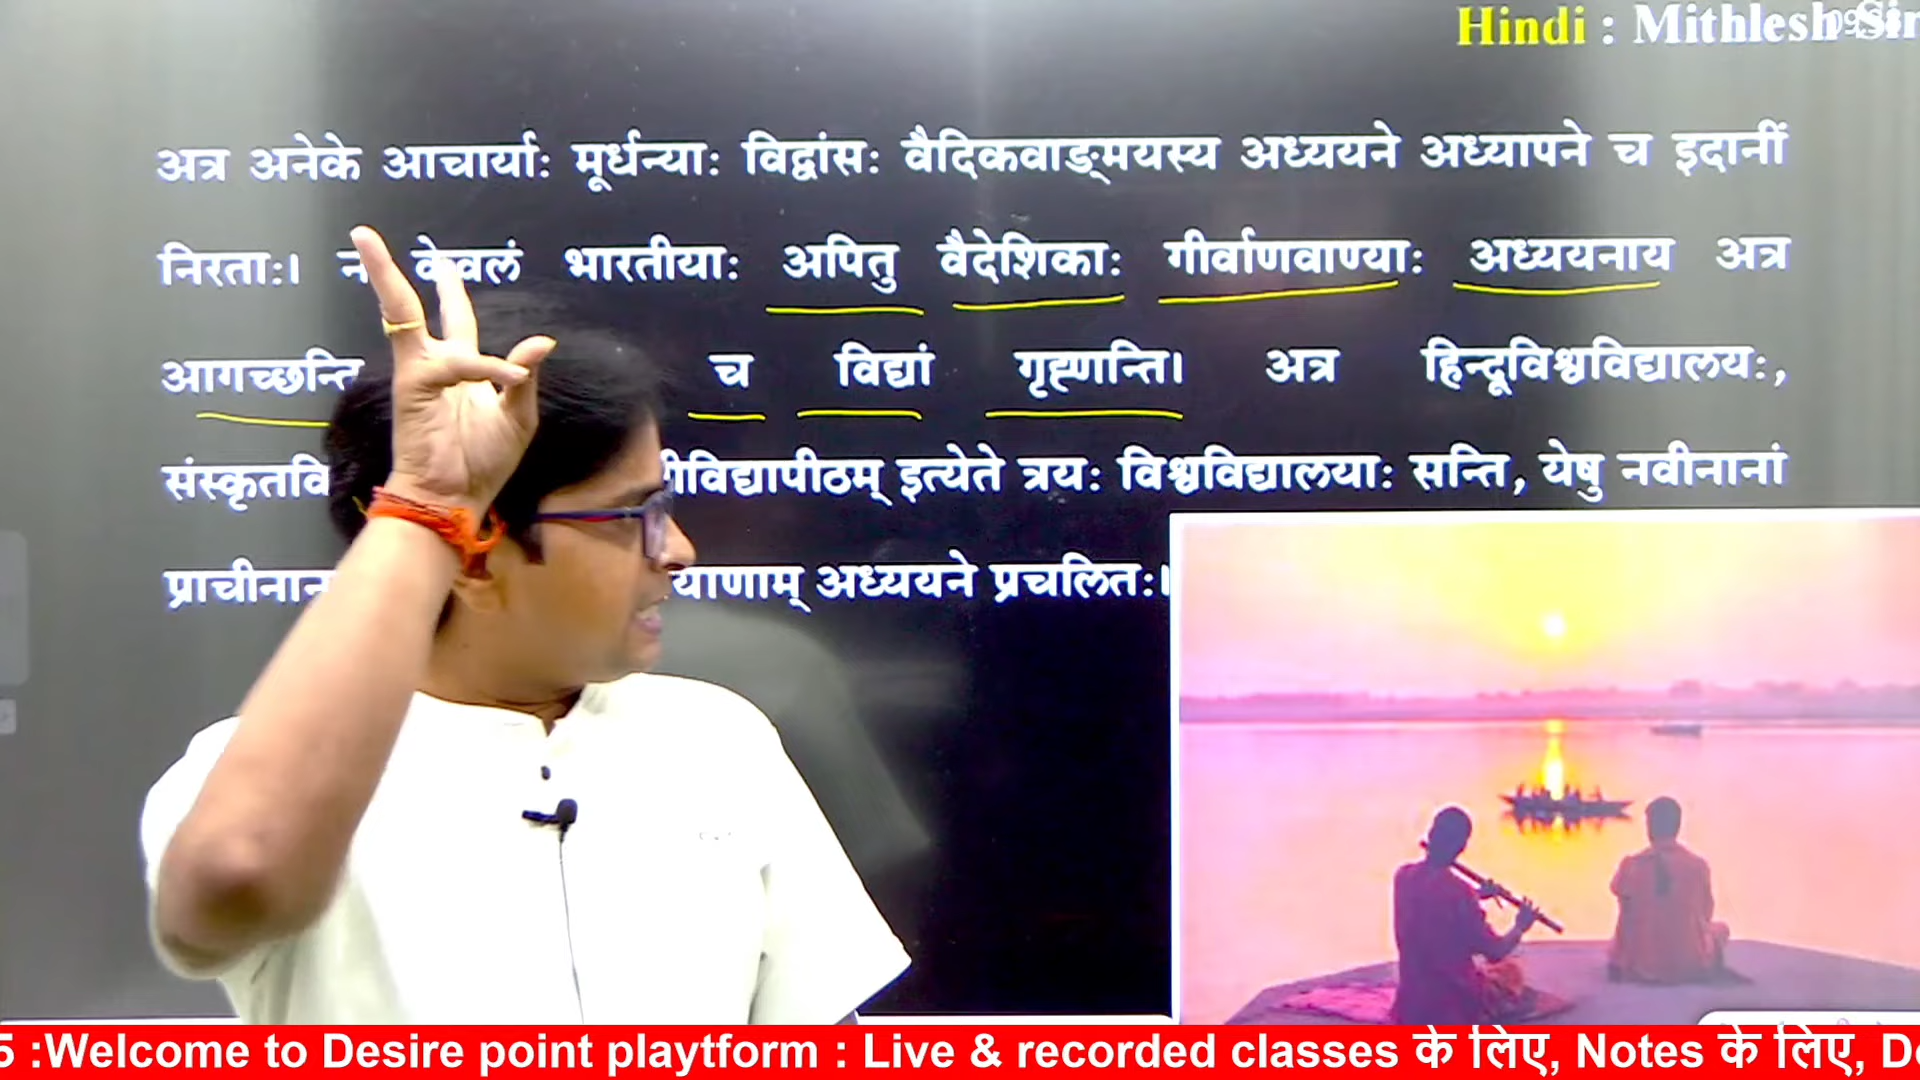 Hindi : Mithlesh
अत्र अनेके आचार्याः मूर्धन्याः विद्वांसः वैदिकवाङ्मयस्य अध्ययने अध्यापने च इदानीं
निरताः। न केवलं भारतीयाः अपितु वैदेशिकाः गीर्वाणवाण्याः अध्ययनाय अत्र
आगच्छन्ति च विद्यां गृह्णन्ति। अत्र हिन्दूविश्वविद्यालयः,
विद्यापीठम् इत्येते त्रयः विश्वविद्यालयाः सन्ति, येषु नवीनानां
अध्ययने प्रचलितः।
5 :Welcome to Desire point playtform : Live & recorded classes के लिए, Notes के लिए,